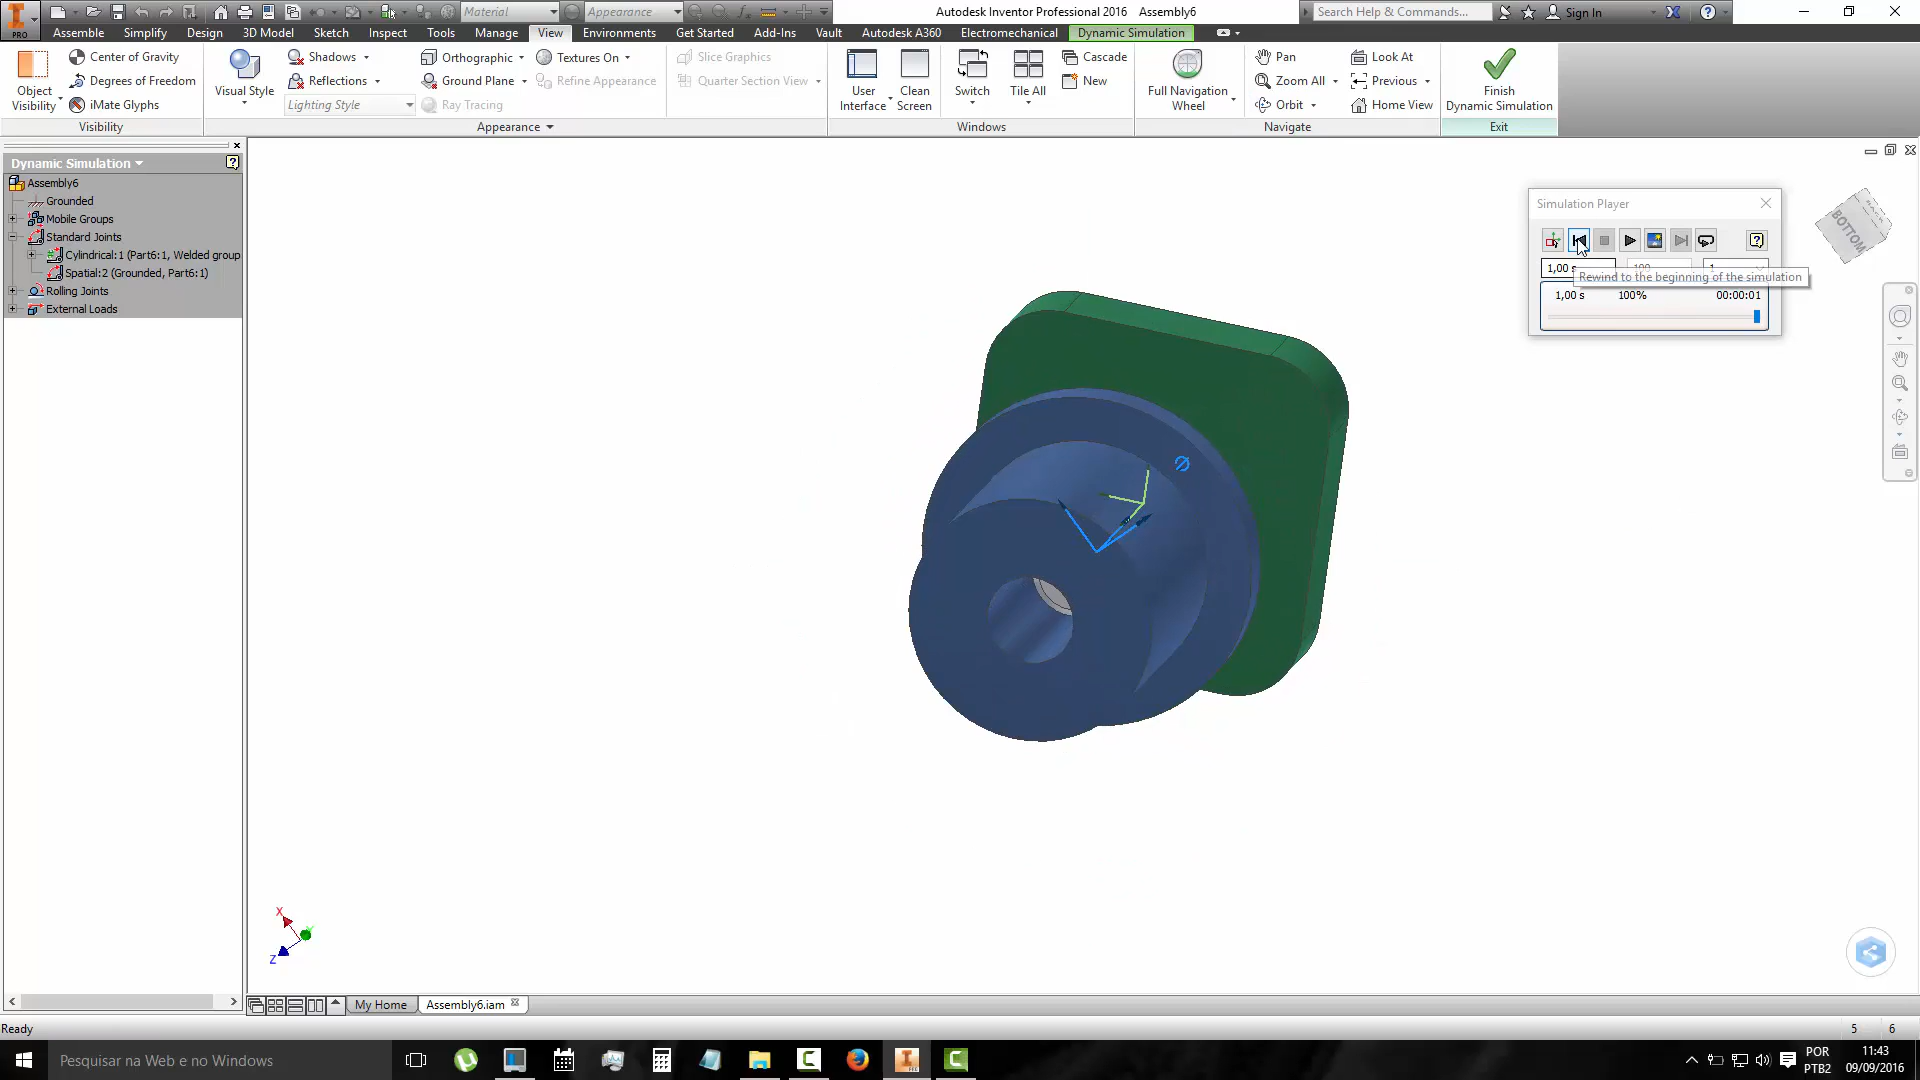 Material
Appearance
Autodesk Inventor Professional 2016 Assembly6
Search Help & Commands...
Sign In
PRO
Assemble Simplify Design 3D Model Sketch Inspect Tools Manage View Environments Get Started Add-Ins Vault Autodesk A360 Electromechanical Dynamic Simulation
Object Visibility
Center of Gravity
Degrees of Freedom
iMate Glyphs
Visibility
Visual Style
Shadows
Reflections
Lighting Style
Orthographic
Ground Plane
Ray Tracing
Textures On
Refine Appearance
Slice Graphics
Quarter Section View
Appearance
User Interface
Clean Screen
Switch
Tile All
Cascade
New
Windows
Full Navigation Wheel
Pan
Zoom All
Orbit
Look At
Previous
Home View
Navigate
Finish Dynamic Simulation
Exit
Dynamic Simulation
Assembly6
Grounded
Mobile Groups
Standard Joints
Cylindrical:1 (Part6:1, Welded group
Spatial:2 (Grounded, Part6:1)
Rolling Joints
External Loads
Simulation Player
1,00 s
Rewind to the beginning of the simulation
1,00 s 100% 00:00:01
BOTTOM
X
Y
Z
My Home
Assembly6.iam
Ready
5 6
Pesquisar na Web e no Windows
POR
PTB2
11:43
09/09/2016